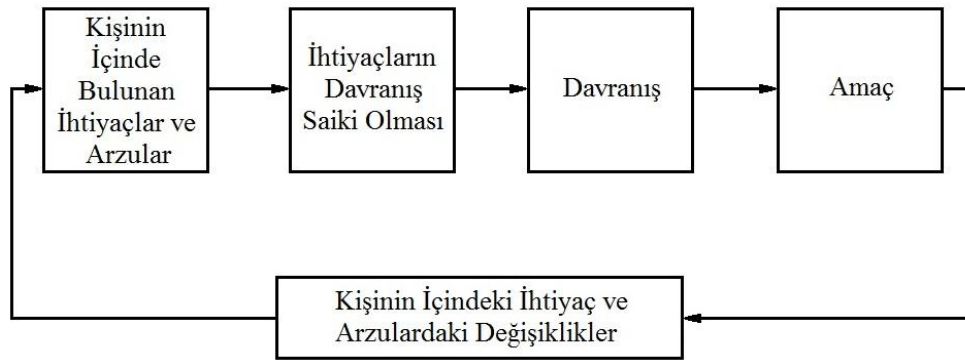 Kişinin
İçinde
Bulunan
İhtiyaçlar ve
Arzular
İhtiyaçların
Davranış
Saiki Olması
Davranış
Amaç
Kişinin İçindeki İhtiyaç ve
Arzulardaki Değişiklikler